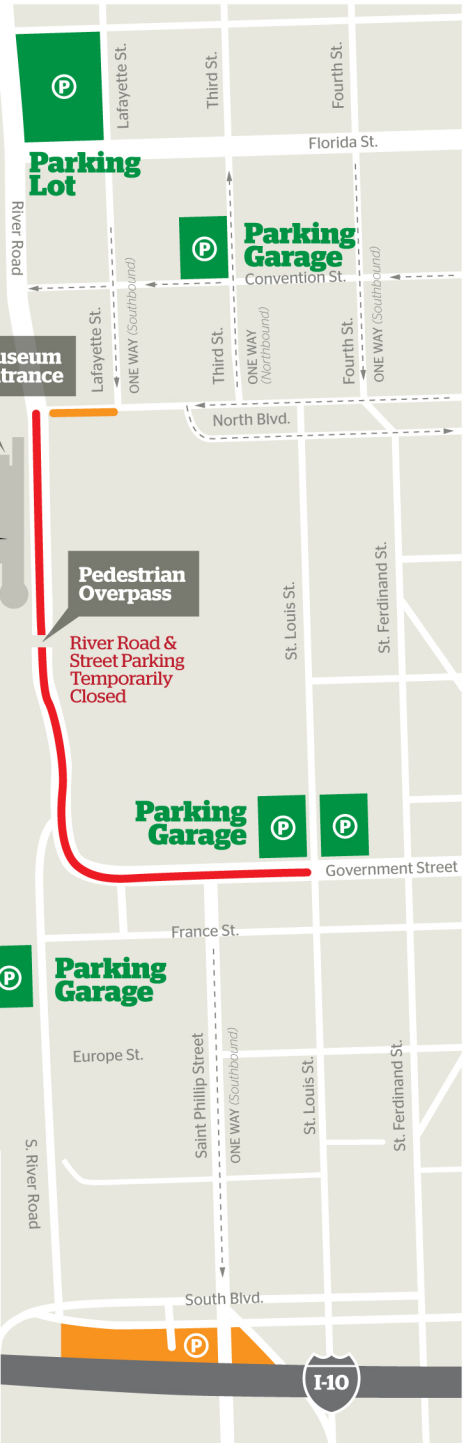 Lafayette St.
Third St.
Fourth St.
P
Florida St.
Parking
Lot
River Road
P
Parking
Garage
Convention St.
Lafayette St.
ONE WAY (Southbound)
Third St.
ONE WAY
(Northbound)
Fourth St.
ONE WAY (Southbound)
useum
trance
North Blvd.
Pedestrian
Overpass
St. Louis St.
St. Ferdinand St.
River Road &
Street Parking
Temporarily
Closed
Parking
Garage
P
P
Government Street
France St.
P
Parking
Garage
Europe St.
Saint Phillip Street
ONE WAY (Southbound)
St. Louis St.
St. Ferdinand St.
S. River Road
South Blvd.
P
I-10